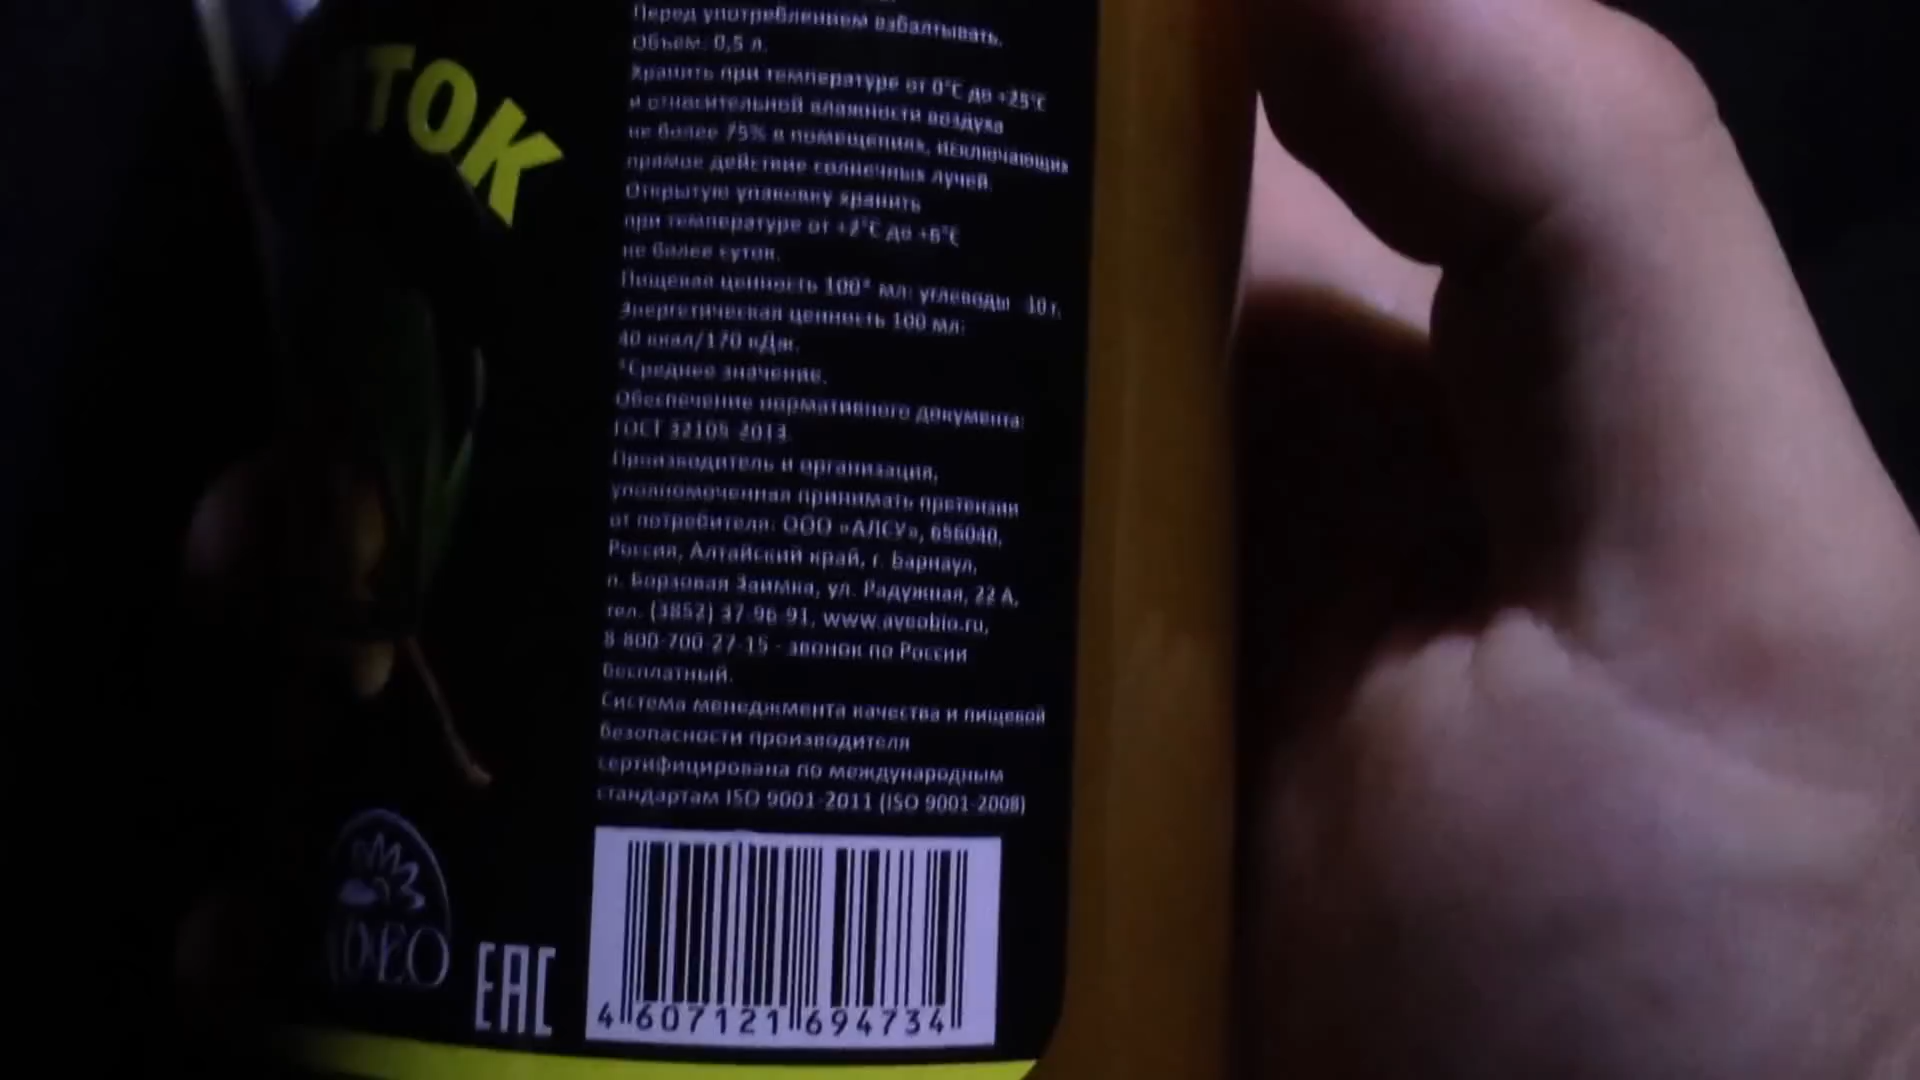 ТОК
Перед употреблением взбалтывать.
Объем: 0,5 л.
Хранить при температуре от 0°С до +25°С
и относительной влажности воздуха
не более 75% в помещениях, исключающих
прямое действие солнечных лучей.
Открытую упаковку хранить
при температуре от +2°С до +6°С
не более суток.
Пищевая ценность 100* мл: углеводы 10 г.
Энергетическая ценность 100 мл:
40 ккал/170 кДж.
*Среднее значение.
Обеспечение нормативного документа:
ГОСТ 32105-2013
Производитель и организация,
уполномоченная принимать претензии
от потребителя: ООО «АЛСУ», 656040,
Россия, Алтайский край, г. Барнаул,
п. Борзовая Заимка, ул. Радужная, 22 А,
тел. (3852) 37-96-91, www.aveobio.ru,
8-800-700-27-15 - звонок по России
бесплатный.
Система менеджмента качества и пищевой
безопасности производителя
сертифицирована по международным
стандартам ISO 9001-2011 (ISO 9001-2008)
EAC
4 607121 694734